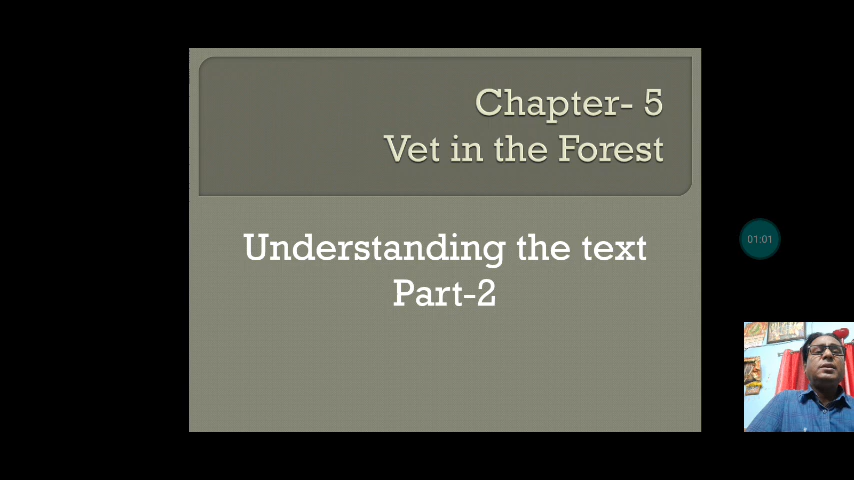 Chapter- 5
Vet in the Forest
Understanding the text
Part-2
01:01